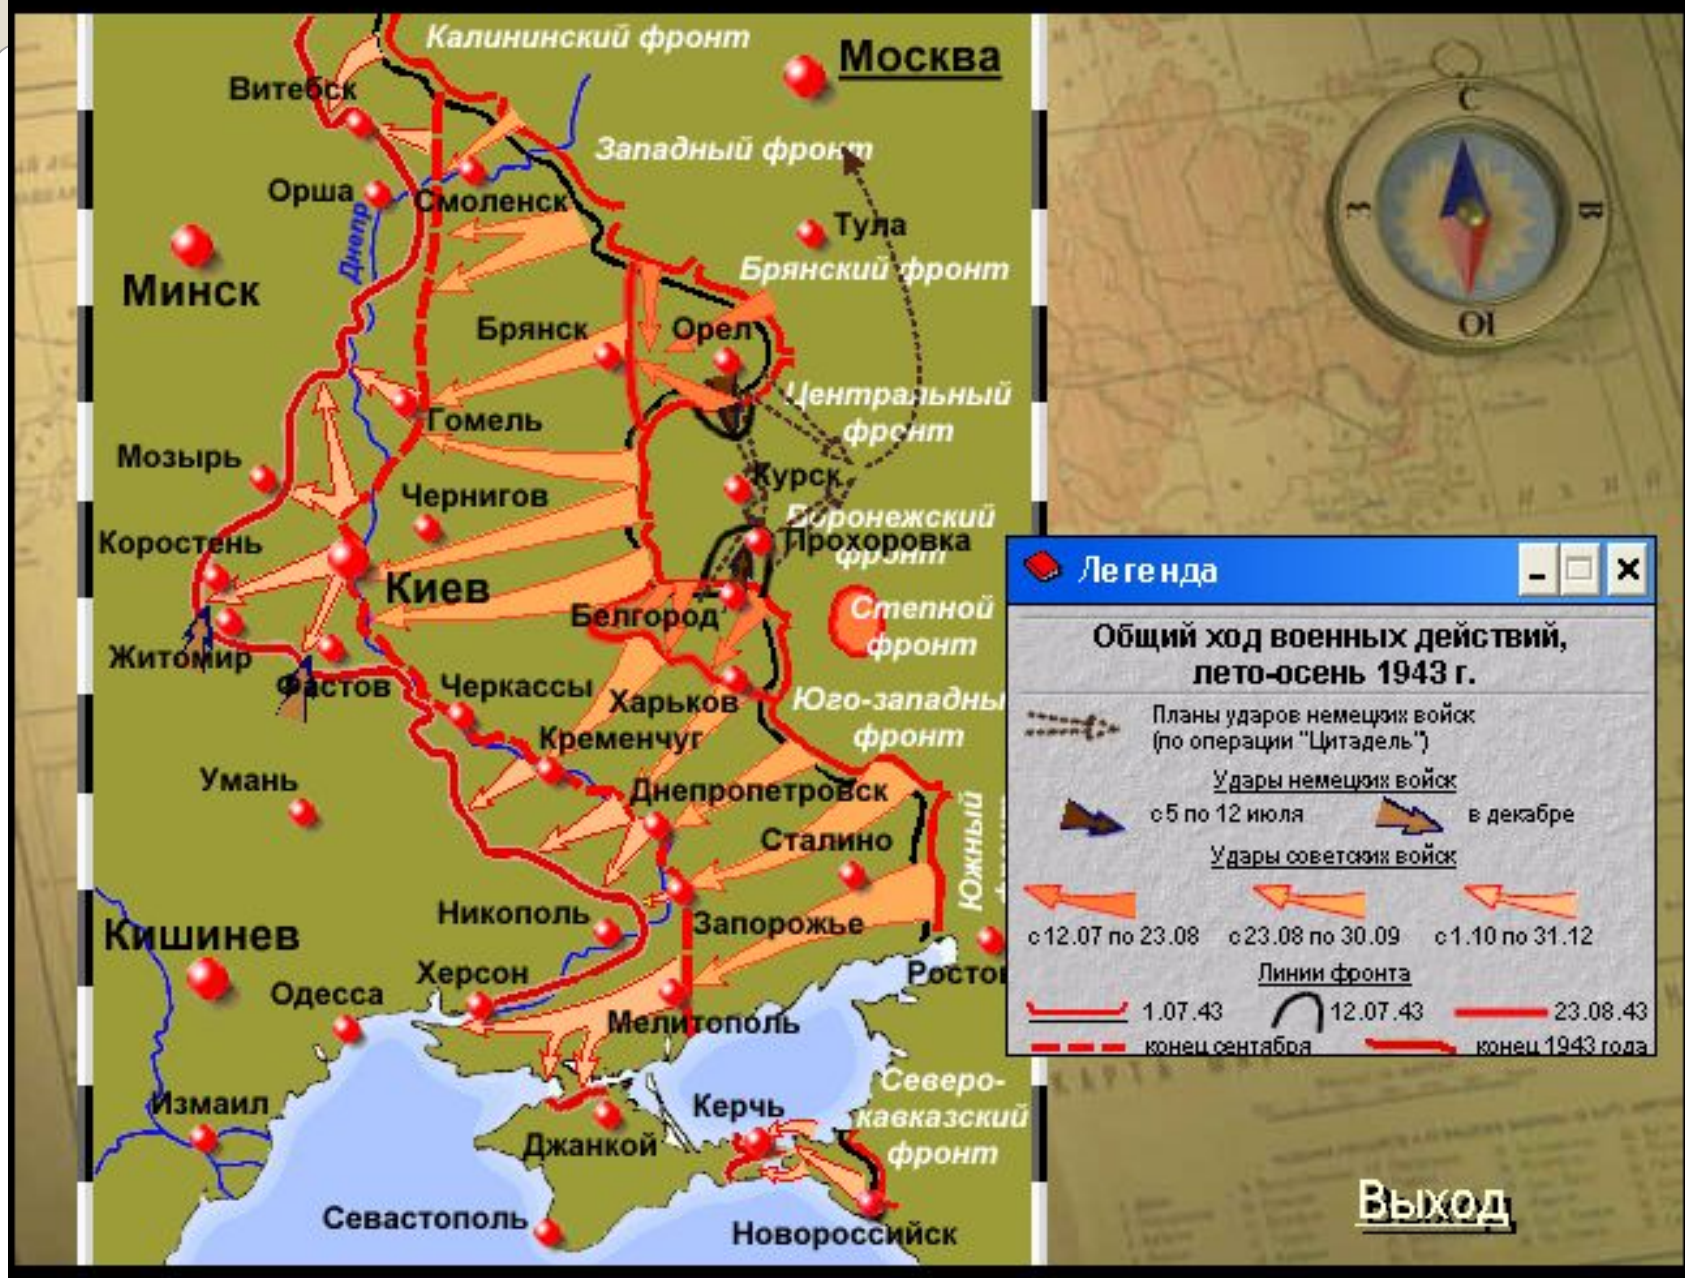 Калининский фронт
Москва
Витебск
Западный фронт
Орша
Смоленск
Днепр
Тула
Минск
Брянский фронт
Брянск
Орел
Центральный
фронт
Гомель
Мозырь
Курск
Чернигов
Воронежский
фронт
Прохоровка
Коростень
Киев
Белгород
Степной
фронт
Житомир
Фастов
Черкассы
Харьков
Юго-западны
фронт
Кременчуг
Умань
Днепропетровск
Сталино
Южный
Никополь
Запорожье
Кишинев
Херсон
Ростов
Одесса
Мелитополь
Северо-
кавказский
фронт
Измаил
Керчь
Джанкой
Севастополь
Новороссийск
С
В
Ю
З
Легенда
Общий ход военных действий,
лето-осень 1943 г.
Планы ударов немецких войск
(по операции "Цитадель")
Удары немецких войск
с 5 по 12 июля
в декабре
Удары советских войск
с 12.07 по 23.08
с 23.08 по 30.09
с 1.10 по 31.12
Линии фронта
1.07.43
12.07.43
23.08.43
конец сентября
конец 1943 года
Выход